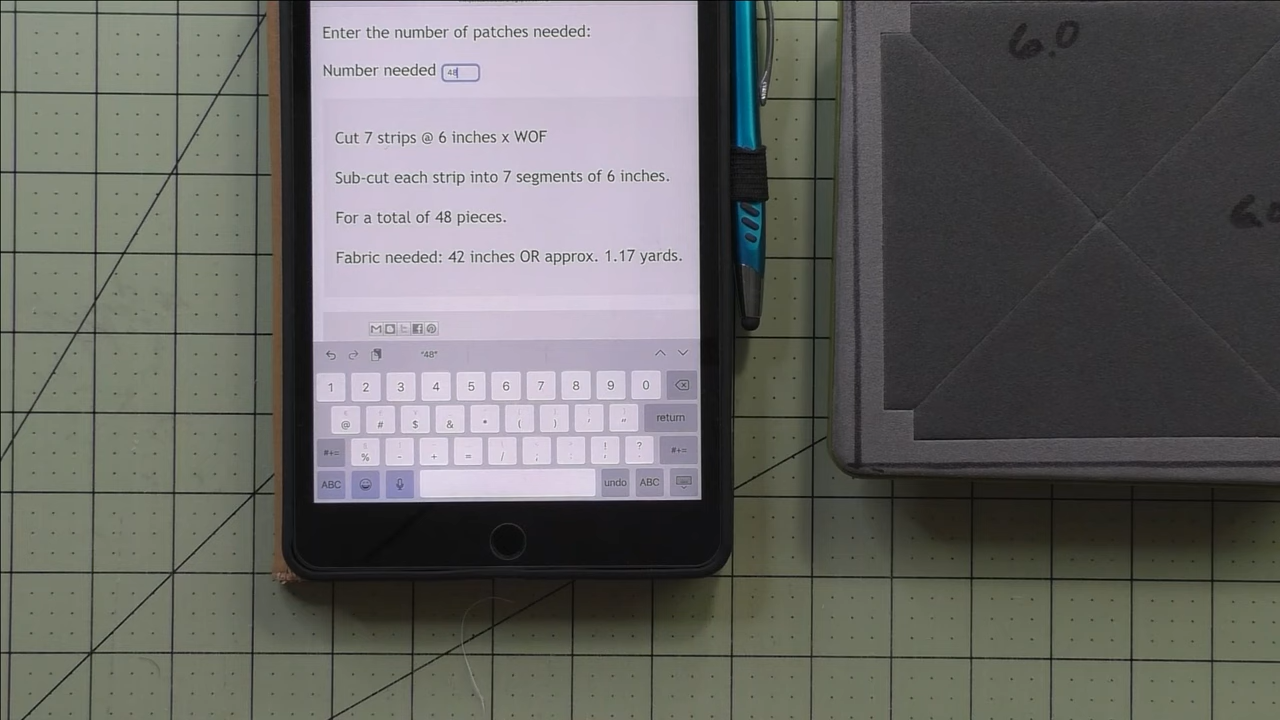 Enter the number of patches needed:
Number needed 48
Cut 7 strips @ 6 inches x WOF
Sub-cut each strip into 7 segments of 6 inches.
For a total of 48 pieces.
Fabric needed: 42 inches OR approx. 1.17 yards.
"48"
1 2 3 4 5 6 7 8 9 0
@ # $ & * ( ) ' " return
#+= % - + = / ; : ! ? #+=
ABC undo ABC
6.0